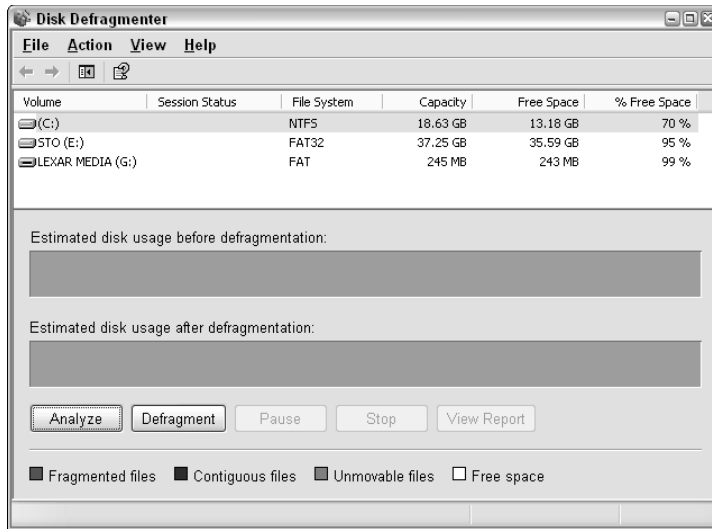 Disk Defragmenter
File Action View Help
Volume Session Status File System Capacity Free Space % Free Space
(C:) NTFS 18.63 GB 13.18 GB 70 %
STO (E:) FAT32 37.25 GB 35.59 GB 95 %
LEXAR MEDIA (G:) FAT 245 MB 243 MB 99 %
Estimated disk usage before defragmentation:
Estimated disk usage after defragmentation:
Analyze Defragment Pause Stop View Report
Fragmented files Contiguous files Unmovable files Free space